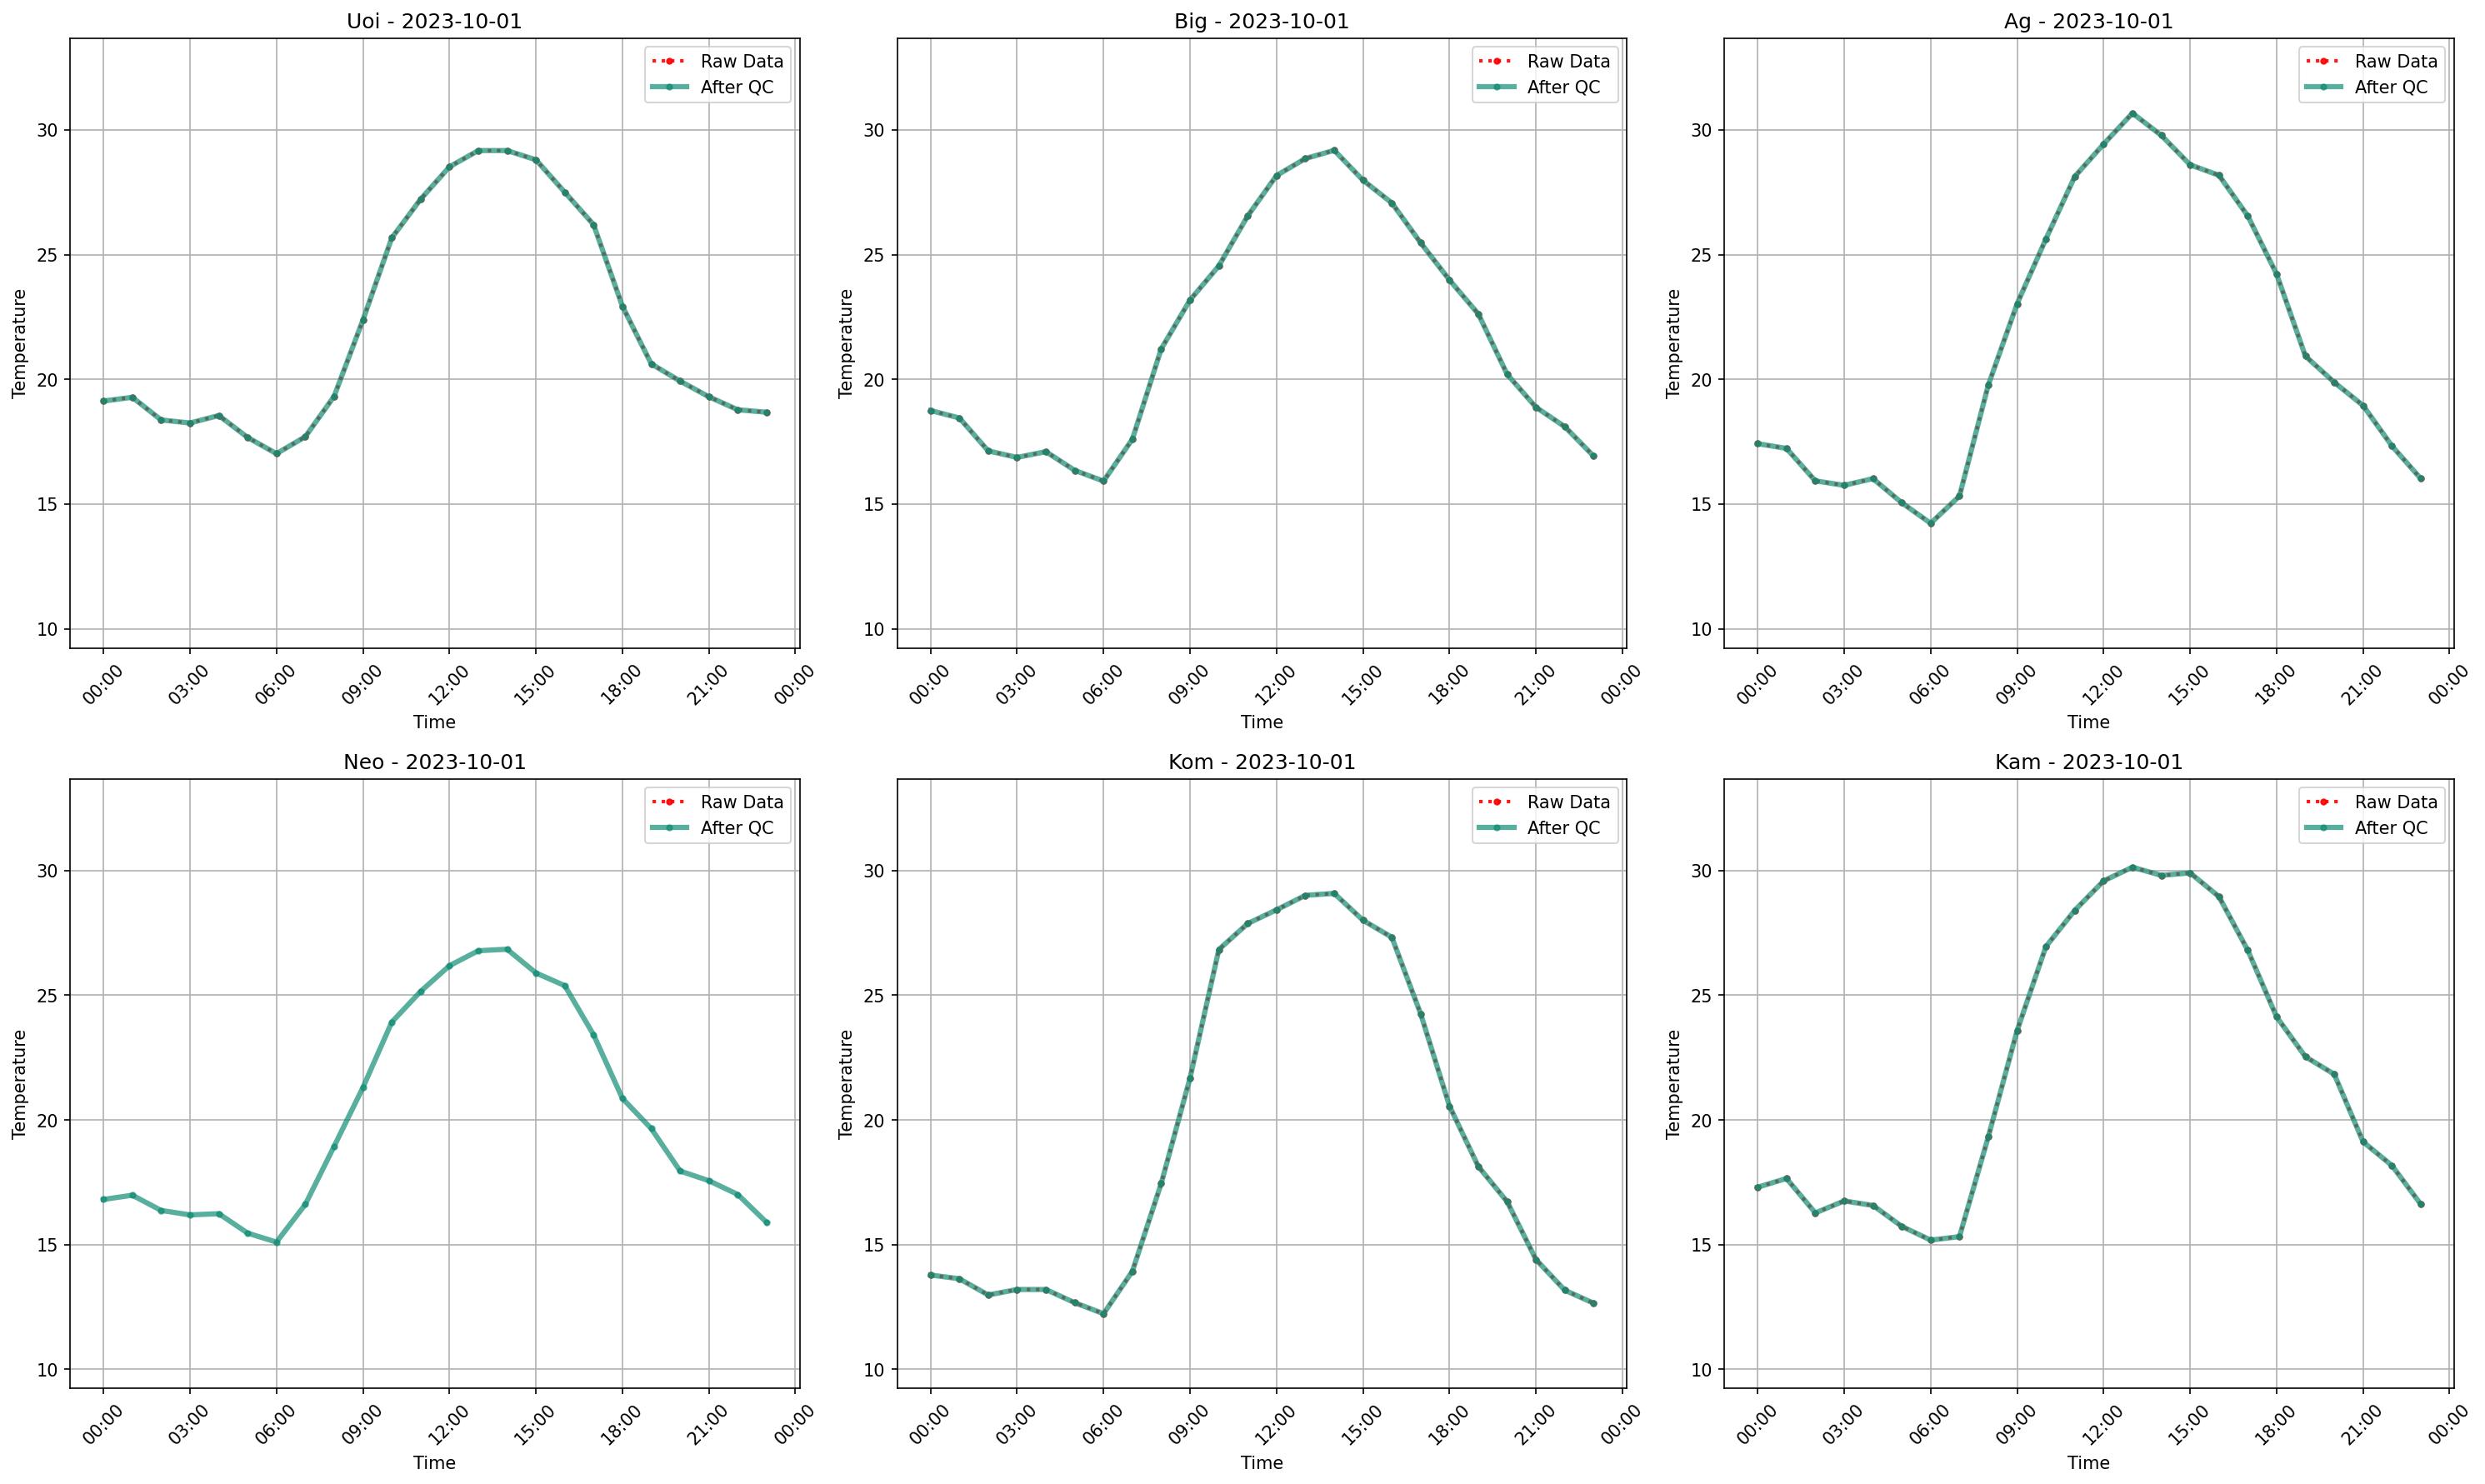 Uoi - 2023-10-01
Raw Data
After QC
Temperature
30
25
20
15
10
00:00
03:00
06:00
09:00
12:00
15:00
18:00
21:00
00:00
Time
Big - 2023-10-01
Raw Data
After QC
Temperature
30
25
20
15
10
00:00
03:00
06:00
09:00
12:00
15:00
18:00
21:00
00:00
Time
Ag - 2023-10-01
Raw Data
After QC
Temperature
30
25
20
15
10
00:00
03:00
06:00
09:00
12:00
15:00
18:00
21:00
00:00
Time
Neo - 2023-10-01
Raw Data
After QC
Temperature
30
25
20
15
10
00:00
03:00
06:00
09:00
12:00
15:00
18:00
21:00
00:00
Time
Kom - 2023-10-01
Raw Data
After QC
Temperature
30
25
20
15
10
00:00
03:00
06:00
09:00
12:00
15:00
18:00
21:00
00:00
Time
Kam - 2023-10-01
Raw Data
After QC
Temperature
30
25
20
15
10
00:00
03:00
06:00
09:00
12:00
15:00
18:00
21:00
00:00
Time